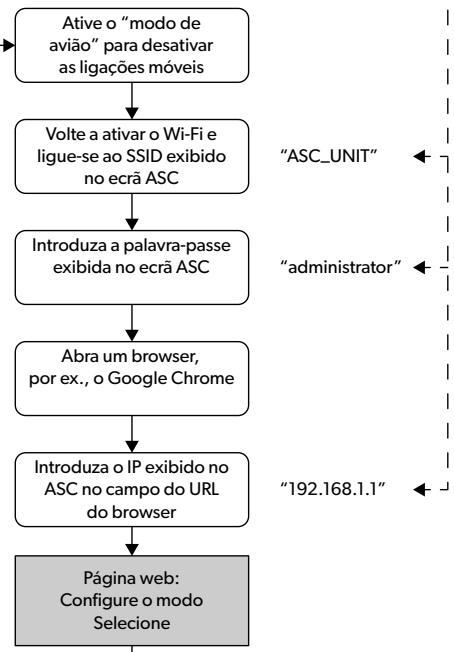 Ative o “modo de
avião” para desativar
as ligações móveis
Volte a ativar o Wi-Fi e
ligue-se ao SSID exibido
no ecrã ASC
“ASC_UNIT”
Introduza a palavra-passe
exibida no ecrã ASC
“administrator”
Abra um browser,
por ex., o Google Chrome
Introduza o IP exibido no
ASC no campo do URL
do browser
“192.168.1.1”
Página web:
Configure o modo
Selecione